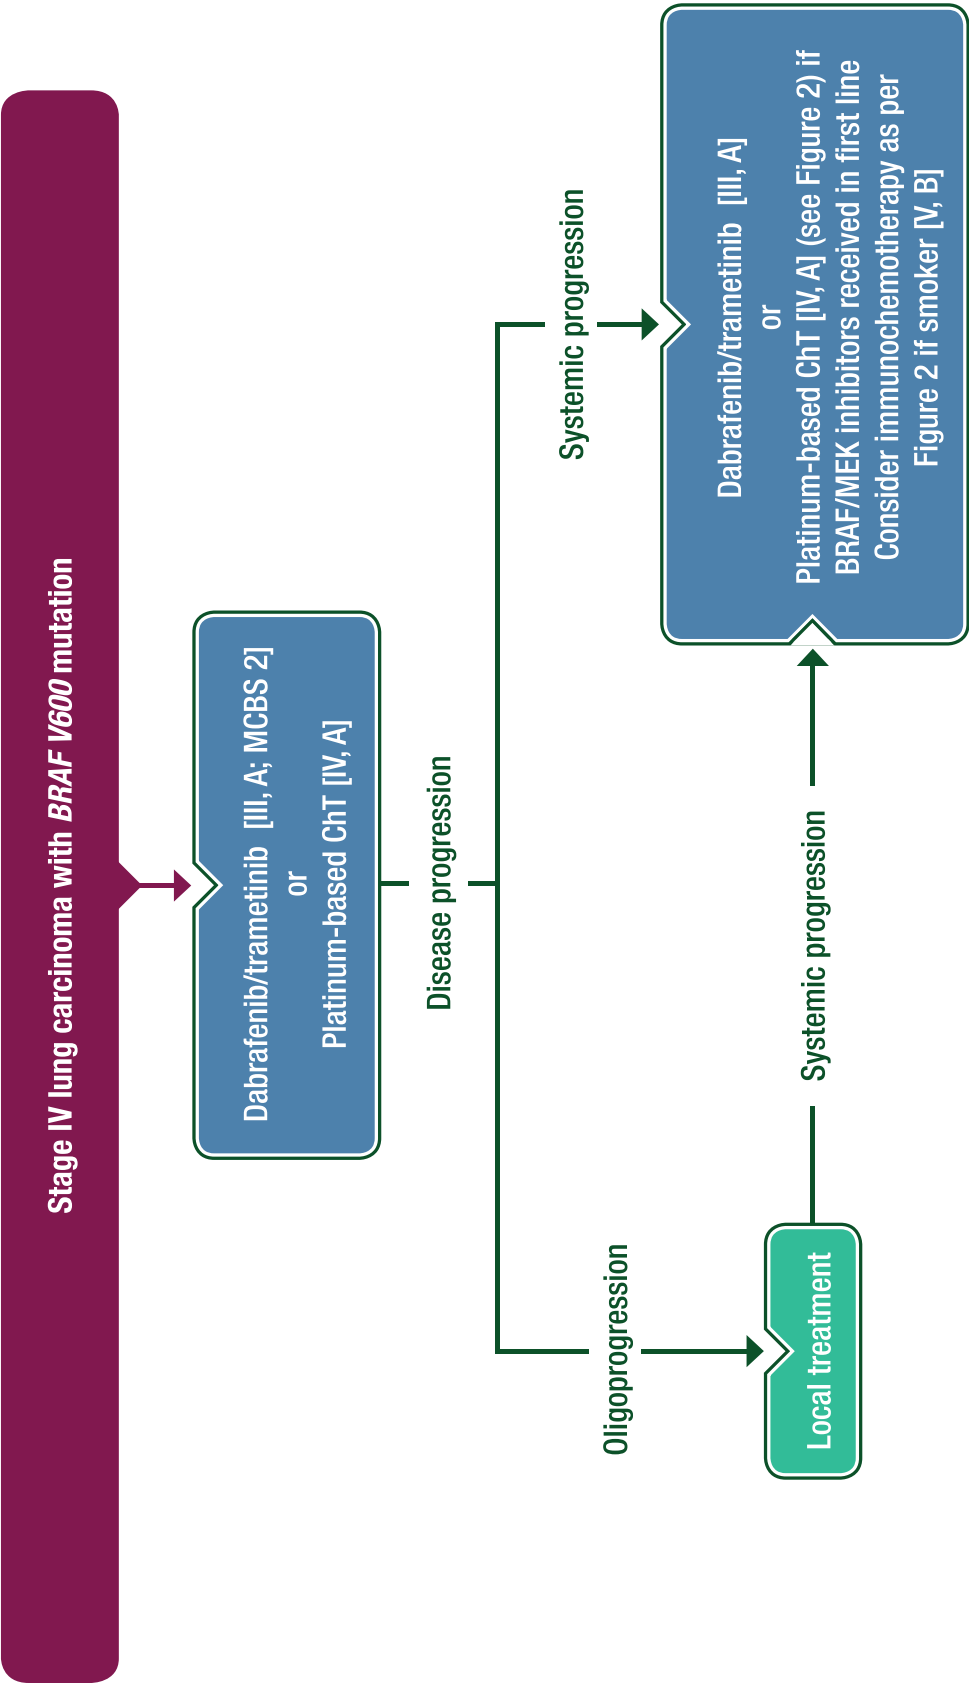 Stage IV lung carcinoma with BRAF V600 mutation
Dabrafenib/trametinib [III, A; MCBS 2]
or
Platinum-based ChT [IV, A]
Disease progression
Oligoprogression
Systemic progression
Local treatment
Systemic progression
Dabrafenib/trametinib [III, A]
or
Platinum-based ChT [IV, A] (see Figure 2) if
BRAF/MEK inhibitors received in first line
Consider immunochemotherapy as per
Figure 2 if smoker [V, B]